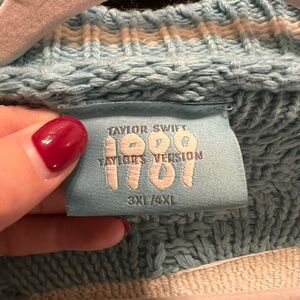 TAYLOR SWIFT
1989
TAYLOR'S VERSION
3XL/4XL